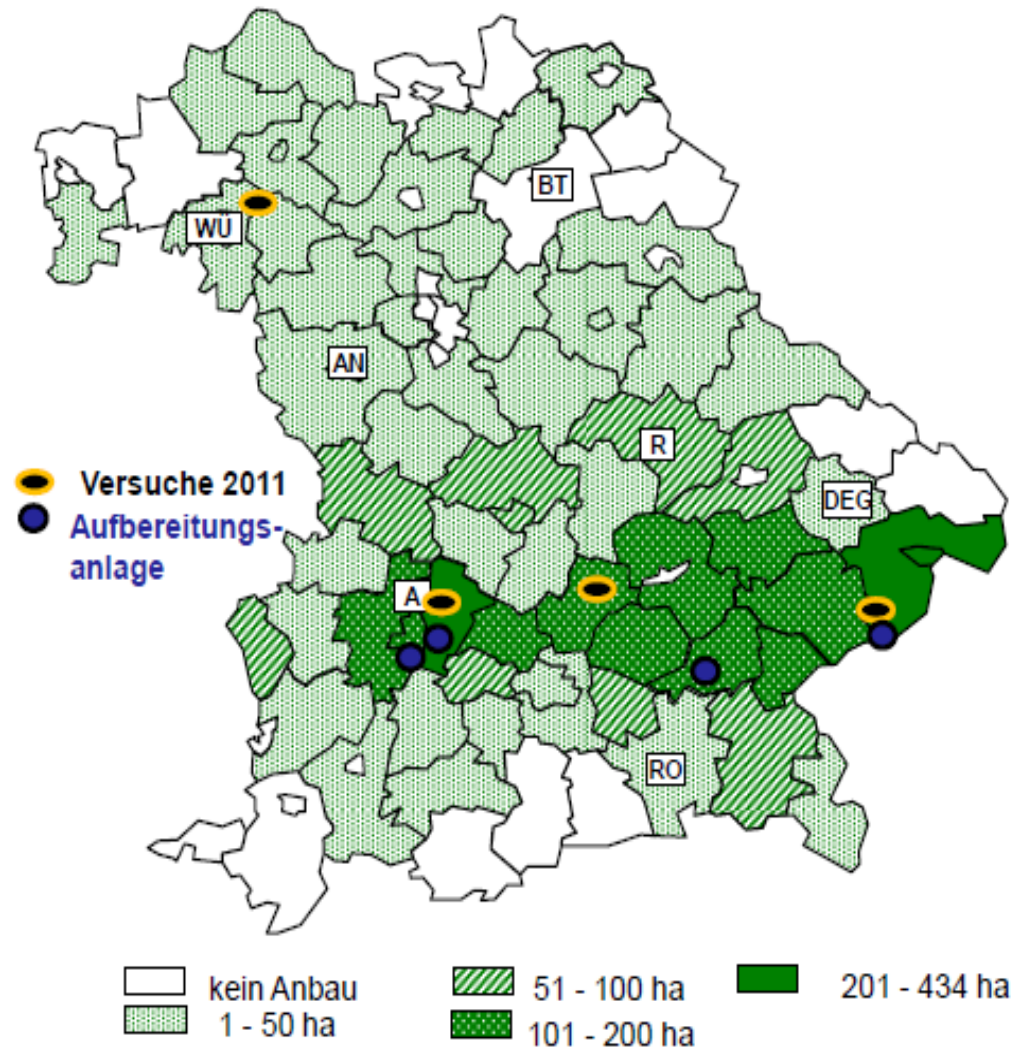 BT
WÜ
AN
R
Versuche 2011
DEG
Aufbereitungs-
anlage
A
RO
kein Anbau
51 - 100 ha
201 - 434 ha
1 - 50 ha
101 - 200 ha